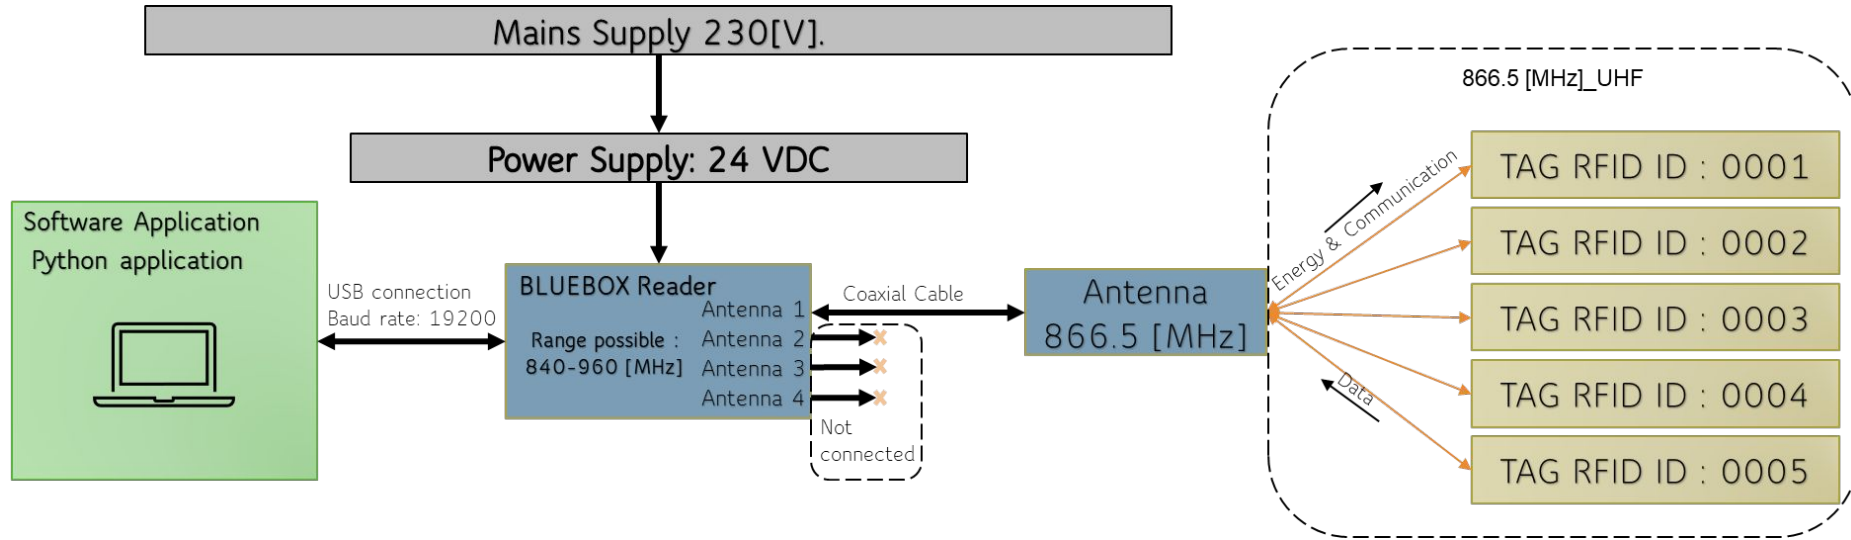 Mains Supply 230[V].
Power Supply: 24 VDC
Software Application
Python application
USB connection
Baud rate: 19200
BLUEBOX Reader
Range possible :
840-960 [MHz]
Antenna 1
Antenna 2
Antenna 3
Antenna 4
Not
connected
Coaxial Cable
Antenna
866.5 [MHz]
866.5 [MHz]_UHF
Energy & Communication
Data
TAG RFID ID : 0001
TAG RFID ID : 0002
TAG RFID ID : 0003
TAG RFID ID : 0004
TAG RFID ID : 0005